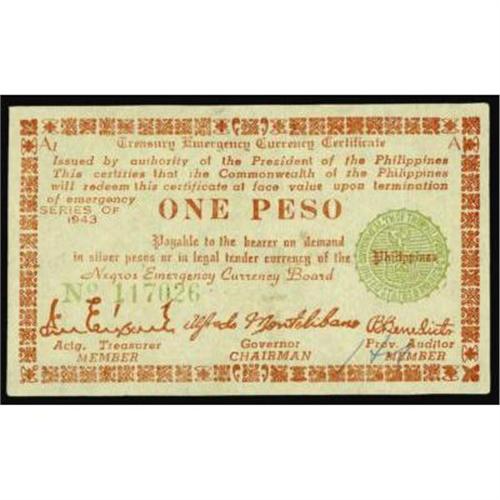 A1 Treasury Emergency Currency Certificate A
Issued by authority of the President of the Philippines
This certifies that the Commonwealth of the Philippines
will redeem this certificate at face value upon termination
of emergency
SERIES OF
1943
ONE PESO
Payable to the bearer on demand
in silver pesos or in legal tender currency of the Philippines
Negros Emergency Currency Board
No 117026
Alfredo Montelibano
Actg. Treasurer Governor Prov. Auditor
MEMBER CHAIRMAN MEMBER